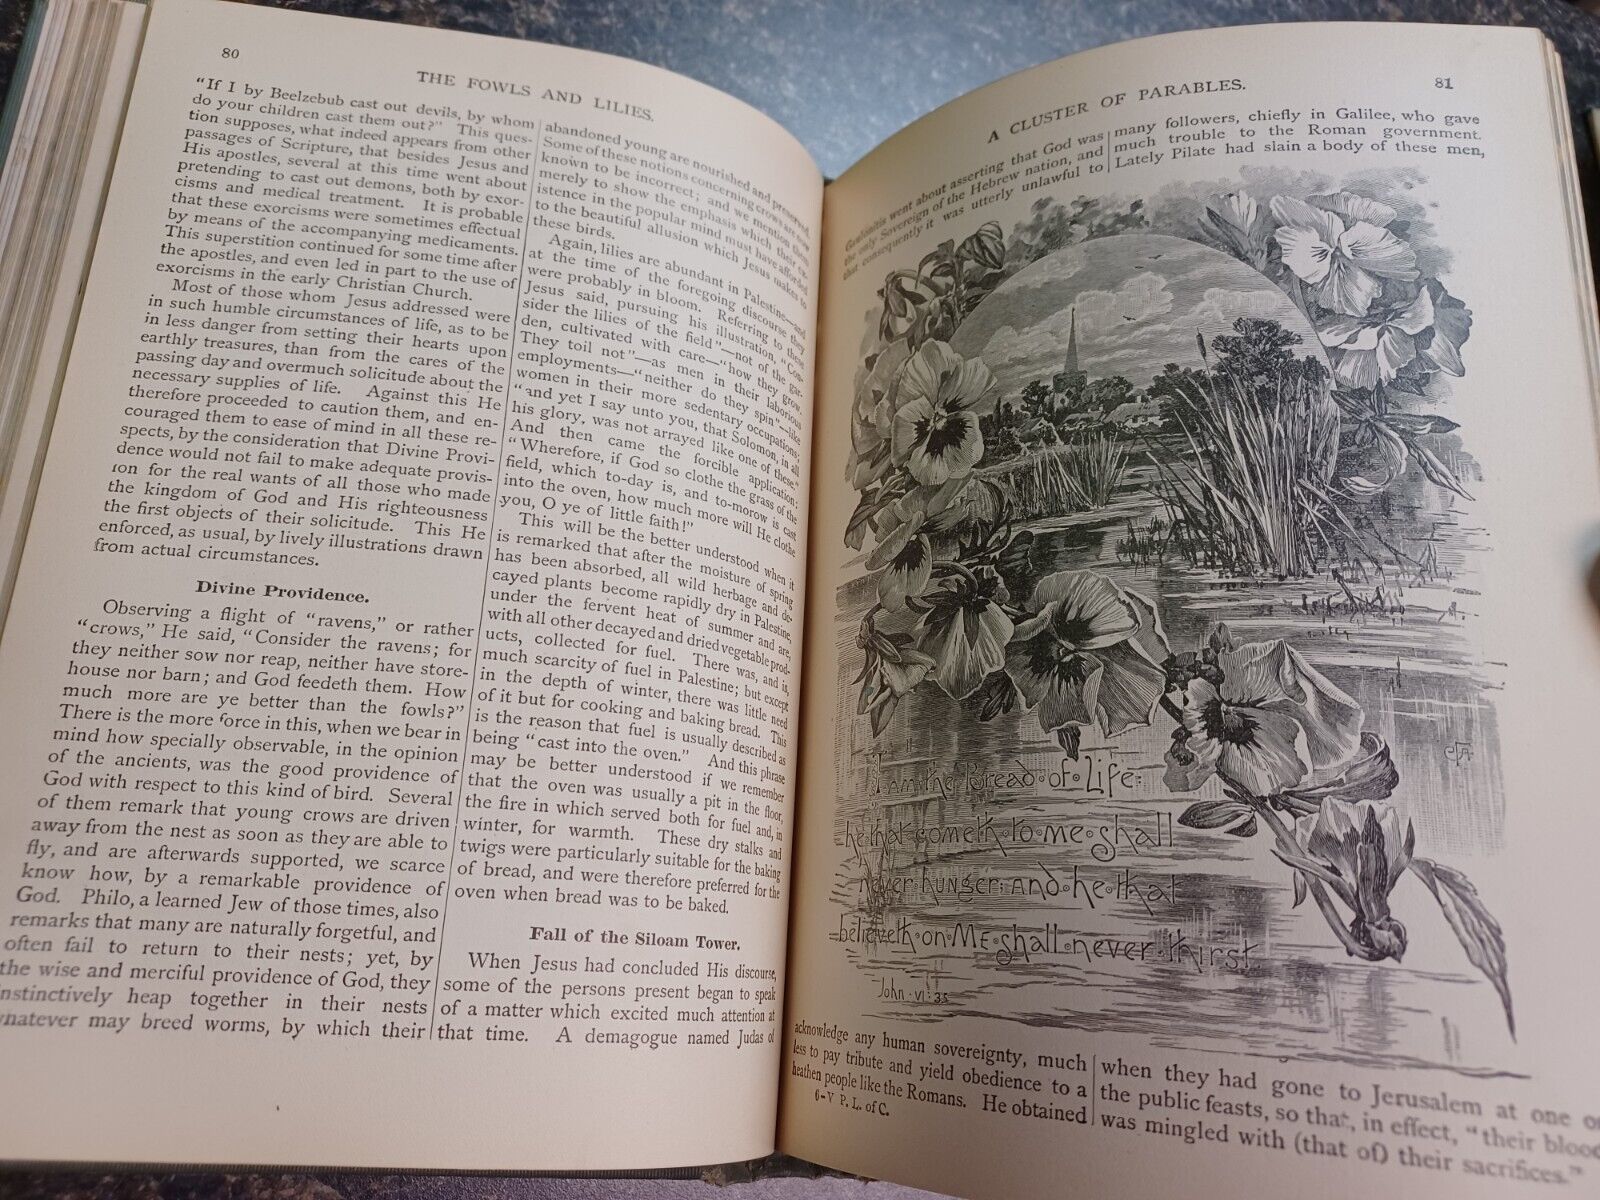 80
THE FOWLS AND LILIES.
“If I by Beelzebub cast out devils, by whom
do your children cast them out?” This ques-
tion supposes, what indeed appears from other
passages of Scripture, that besides Jesus and
His apostles, several at this time went about
pretending to cast out demons, both by exor-
cisms and medical treatment. It is probable
that these exorcisms were sometimes effectual
by means of the accompanying medicaments.
This superstition continued for some time after
the apostles, and even led in part to the use of
exorcisms in the early Christian Church.
Most of those whom Jesus addressed were
in such humble circumstances of life, as to be
in less danger from setting their hearts upon
earthly treasures, than from the cares of the
passing day and overmuch solicitude about the
necessary supplies of life. Against this He
therefore proceeded to caution them, and en-
couraged them to ease of mind in all these re-
spects, by the consideration that Divine Provi-
dence would not fail to make adequate provis-
ion for the real wants of all those who made
the kingdom of God and His righteousness
the first objects of their solicitude. This He
enforced, as usual, by lively illustrations drawn
from actual circumstances.
Divine Providence.
Observing a flight of “ravens,” or rather
“crows,” He said, “Consider the ravens; for
they neither sow nor reap, neither have store-
house nor barn; and God feedeth them. How
much more are ye better than the fowls?”
There is the more force in this, when we bear in
mind how specially observable, in the opinion
of the ancients, was the good providence of
God with respect to this kind of bird. Several
of them remark that young crows are driven
away from the nest as soon as they are able to
fly, and are afterwards supported, we scarce
know how, by a remarkable providence of
God. Philo, a learned Jew of those times, also
remarks that many are naturally forgetful, and
often fail to return to their nests; yet, by
the wise and merciful providence of God, they
instinctively heap together in their nests
whatever may breed worms, by which their
abandoned young are nourished and preserved.
Some of these notions concerning crows are now
known to be incorrect; and we mention them
merely to show the emphasis which their ex-
istence in the popular mind must have afforded
to the beautiful allusion which Jesus makes to
these birds.
Again, lilies are abundant in Palestine—and
at the time of the foregoing discourse they
were probably in bloom. Referring to these
Jesus said, pursuing his illustration, “Con-
sider the lilies of the field”—not of the gar-
den, cultivated with care—“how they grow.
They toil not”—as men in their laborious
employments—“neither do they spin”—like
women in their more sedentary occupations;
“and yet I say unto you, that Solomon, in all
his glory, was not arrayed like one of these.”
And then came the forcible application:
“Wherefore, if God so clothe the grass of the
field, which to-day is, and to-morow is cast
into the oven, how much more will He clothe
you, O ye of little faith!”
This will be the better understood when it
is remarked that after the moisture of spring
has been absorbed, all wild herbage and de-
cayed plants become rapidly dry in Palestine,
under the fervent heat of summer and are,
with all other decayed and dried vegetable prod-
ucts, collected for fuel. There was, and is,
much scarcity of fuel in Palestine; but except
in the depth of winter, there was little need
of it but for cooking and baking bread. This
is the reason that fuel is usually described as
being “cast into the oven.” And this phrase
may be better understood if we remember
that the oven was usually a pit in the floor,
the fire in which served both for fuel and, in
winter, for warmth. These dry stalks and
twigs were particularly suitable for the baking
of bread, and were therefore preferred for the
oven when bread was to be baked.
Fall of the Siloam Tower.
When Jesus had concluded His discourse,
some of the persons present began to speak
of a matter which excited much attention at
that time. A demagogue named Judas of
A CLUSTER OF PARABLES.
81
Gaulonitis went about asserting that God was
the only Sovereign of the Hebrew nation, and
that consequently it was utterly unlawful to
many followers, chiefly in Galilee, who gave
much trouble to the Roman government.
Lately Pilate had slain a body of these men,
CTA
I am the Bread of Life:
he that cometh to me shall
never hunger; and he that
believeth on Me shall never thirst.
John VI:35
acknowledge any human sovereignty, much
less to pay tribute and yield obedience to a
heathen people like the Romans. He obtained
6—V P. L. of C.
when they had gone to Jerusalem at one o
the public feasts, so that, in effect, “their blood
was mingled with (that of) their sacrifices.”